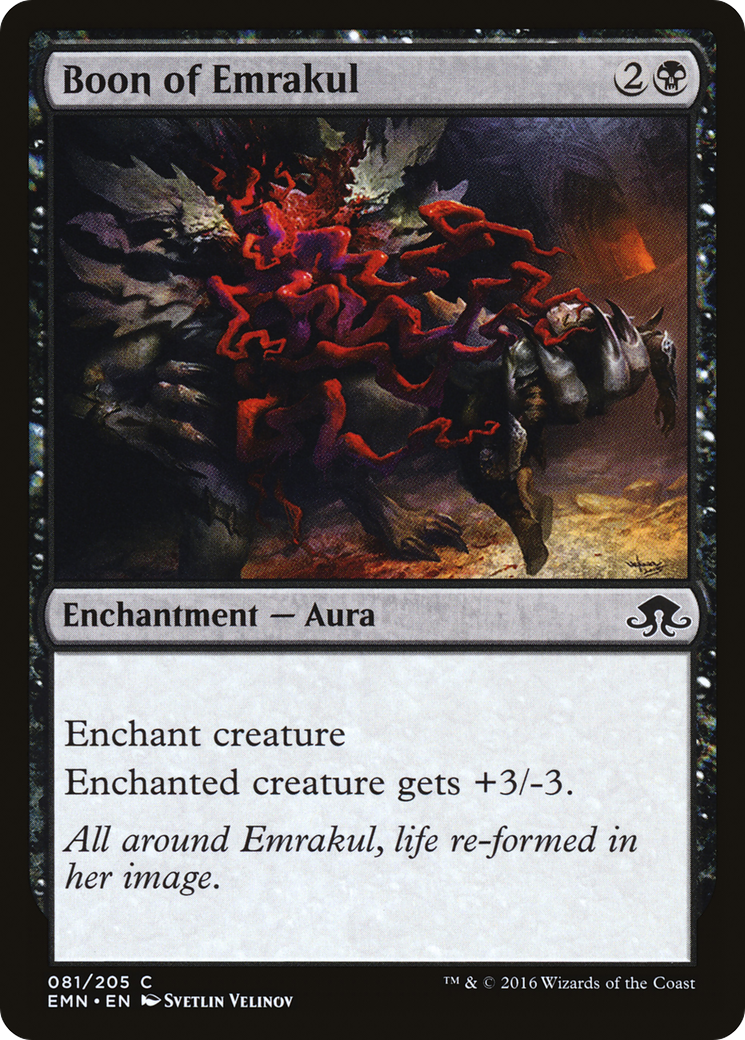 Boon of Emrakul 2
Enchantment — Aura
Enchant creature
Enchanted creature gets +3/-3.
All around Emrakul, life re-formed in
her image.
081/205 C ™ & © 2016 Wizards of the Coast
EMN • EN Svetlin Velinov